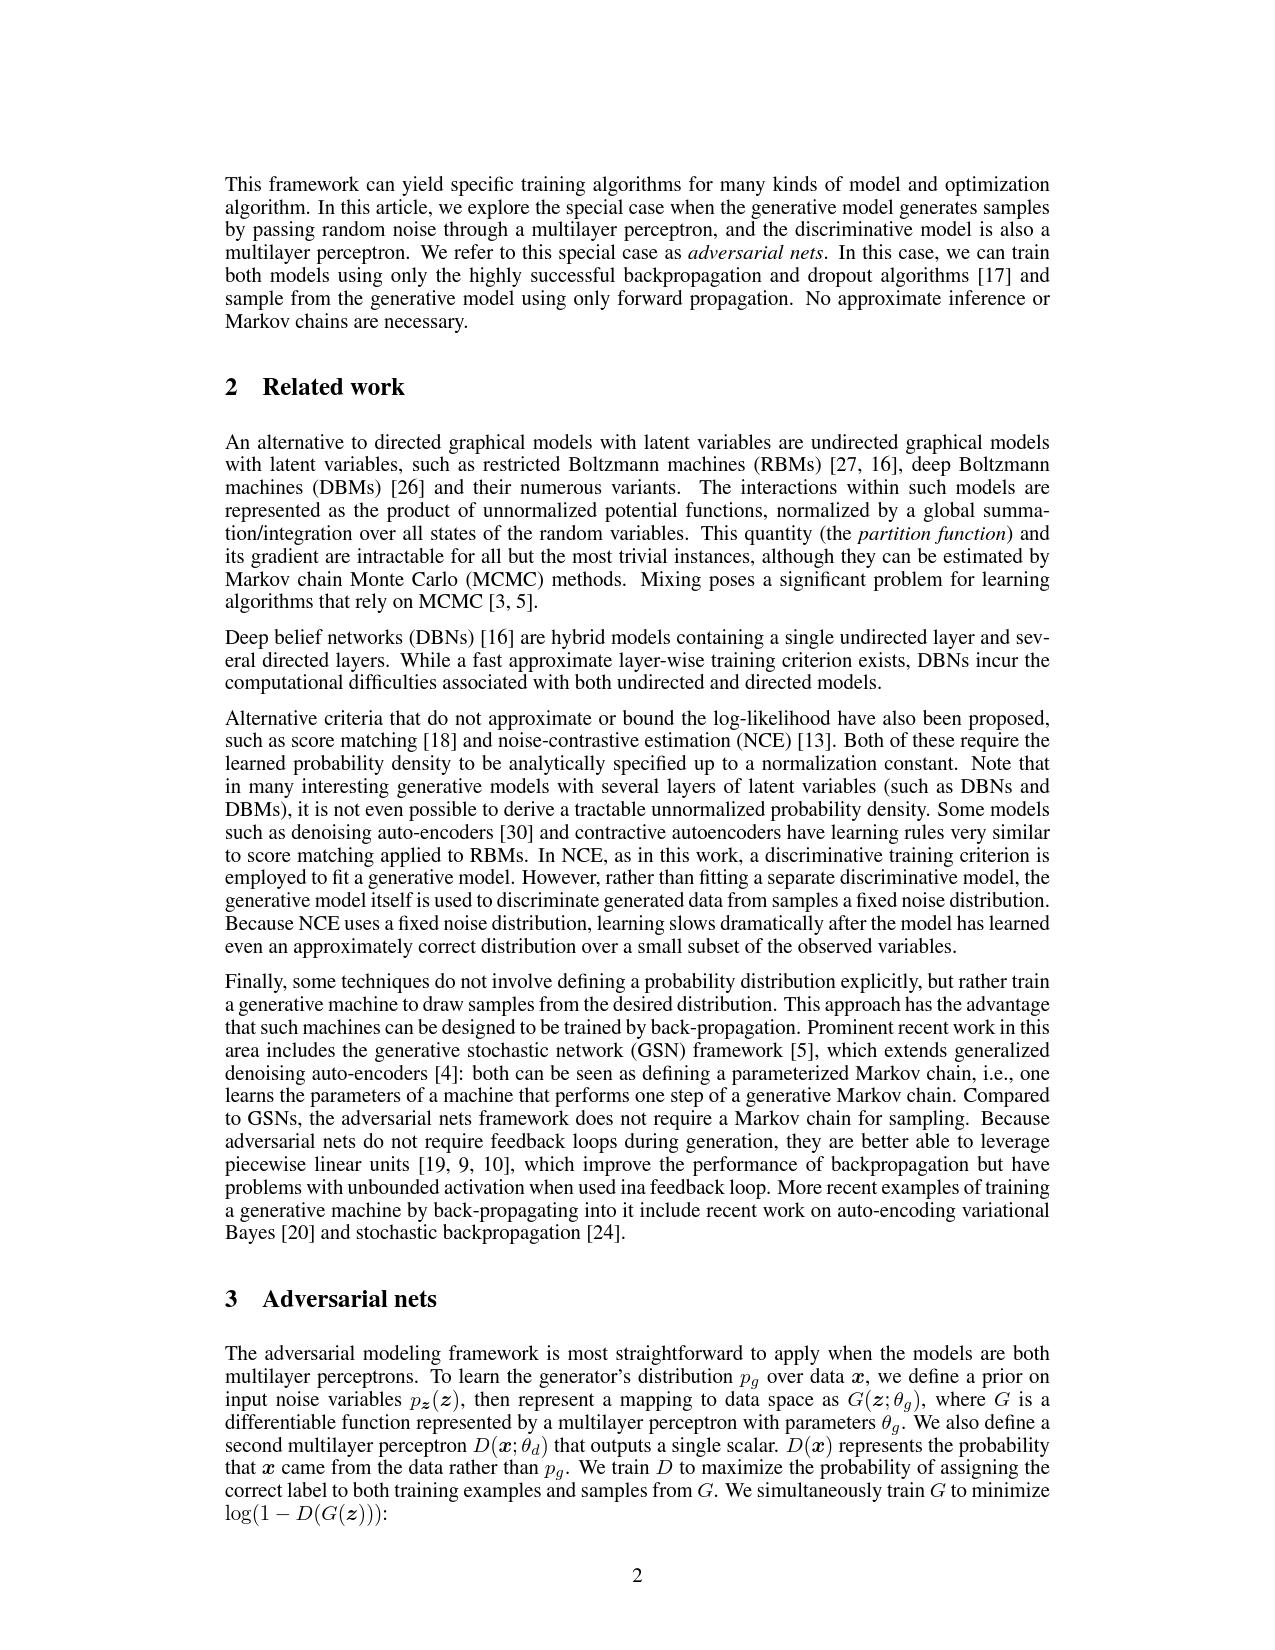 This framework can yield specific training algorithms for many kinds of model and optimization
algorithm. In this article, we explore the special case when the generative model generates samples
by passing random noise through a multilayer perceptron, and the discriminative model is also a
multilayer perceptron. We refer to this special case as adversarial nets. In this case, we can train
both models using only the highly successful backpropagation and dropout algorithms [17] and
sample from the generative model using only forward propagation. No approximate inference or
Markov chains are necessary.
2 Related work
An alternative to directed graphical models with latent variables are undirected graphical models
with latent variables, such as restricted Boltzmann machines (RBMs) [27, 16], deep Boltzmann
machines (DBMs) [26] and their numerous variants. The interactions within such models are
represented as the product of unnormalized potential functions, normalized by a global summa-
tion/integration over all states of the random variables. This quantity (the partition function) and
its gradient are intractable for all but the most trivial instances, although they can be estimated by
Markov chain Monte Carlo (MCMC) methods. Mixing poses a significant problem for learning
algorithms that rely on MCMC [3, 5].
Deep belief networks (DBNs) [16] are hybrid models containing a single undirected layer and sev-
eral directed layers. While a fast approximate layer-wise training criterion exists, DBNs incur the
computational difficulties associated with both undirected and directed models.
Alternative criteria that do not approximate or bound the log-likelihood have also been proposed,
such as score matching [18] and noise-contrastive estimation (NCE) [13]. Both of these require the
learned probability density to be analytically specified up to a normalization constant. Note that
in many interesting generative models with several layers of latent variables (such as DBNs and
DBMs), it is not even possible to derive a tractable unnormalized probability density. Some models
such as denoising auto-encoders [30] and contractive autoencoders have learning rules very similar
to score matching applied to RBMs. In NCE, as in this work, a discriminative training criterion is
employed to fit a generative model. However, rather than fitting a separate discriminative model, the
generative model itself is used to discriminate generated data from samples a fixed noise distribution.
Because NCE uses a fixed noise distribution, learning slows dramatically after the model has learned
even an approximately correct distribution over a small subset of the observed variables.
Finally, some techniques do not involve defining a probability distribution explicitly, but rather train
a generative machine to draw samples from the desired distribution. This approach has the advantage
that such machines can be designed to be trained by back-propagation. Prominent recent work in this
area includes the generative stochastic network (GSN) framework [5], which extends generalized
denoising auto-encoders [4]: both can be seen as defining a parameterized Markov chain, i.e., one
learns the parameters of a machine that performs one step of a generative Markov chain. Compared
to GSNs, the adversarial nets framework does not require a Markov chain for sampling. Because
adversarial nets do not require feedback loops during generation, they are better able to leverage
piecewise linear units [19, 9, 10], which improve the performance of backpropagation but have
problems with unbounded activation when used ina feedback loop. More recent examples of training
a generative machine by back-propagating into it include recent work on auto-encoding variational
Bayes [20] and stochastic backpropagation [24].
3 Adversarial nets
The adversarial modeling framework is most straightforward to apply when the models are both
multilayer perceptrons. To learn the generator's distribution p_g over data x, we define a prior on
input noise variables p_z(z), then represent a mapping to data space as G(z; θ_g), where G is a
differentiable function represented by a multilayer perceptron with parameters θ_g. We also define a
second multilayer perceptron D(x; θ_d) that outputs a single scalar. D(x) represents the probability
that x came from the data rather than p_g. We train D to maximize the probability of assigning the
correct label to both training examples and samples from G. We simultaneously train G to minimize
log(1 − D(G(z))):
2